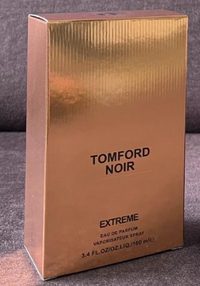 TOMFORD
NOIR
EXTREME
EAU DE PARFUM
VAPORISATEUR SPRAY
3.4 FL.OZ/OZ.LIQ/100 ml